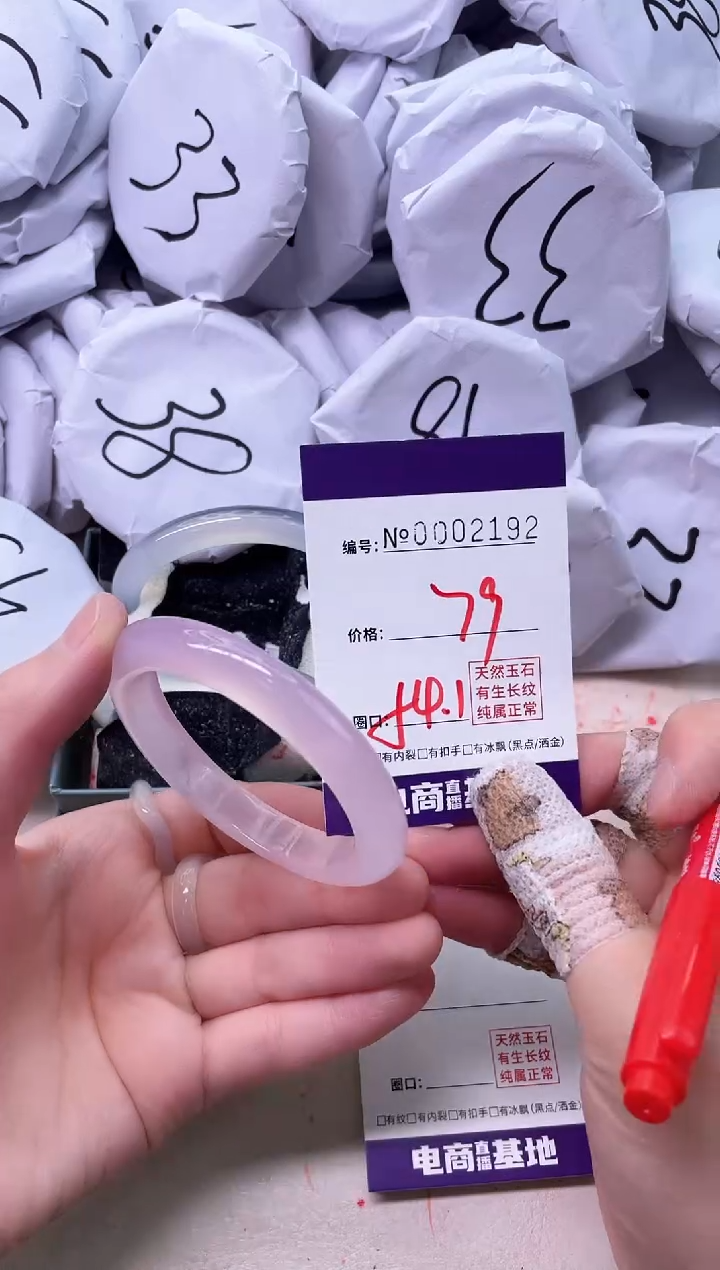 33
33
38
编号: №0002192
价格: 79
圈口: 54.1
天然玉石
有生长纹
纯属正常
有内裂□有扣手□有冰飘(黑点/洒金)
电商直播基
天然玉石
有生长纹
纯属正常
圈口:
□有纹□有内裂□有扣手□有冰飘(黑点/洒金)
电商直播基地